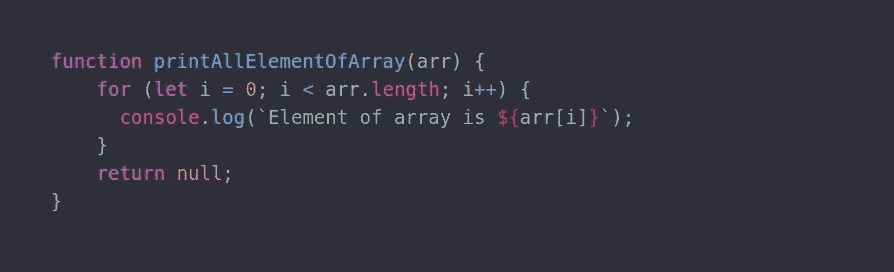 function printAllElementOfArray(arr) {
    for (let i = 0; i < arr.length; i++) {
      console.log(`Element of array is ${arr[i]}`);
    }
    return null;
}